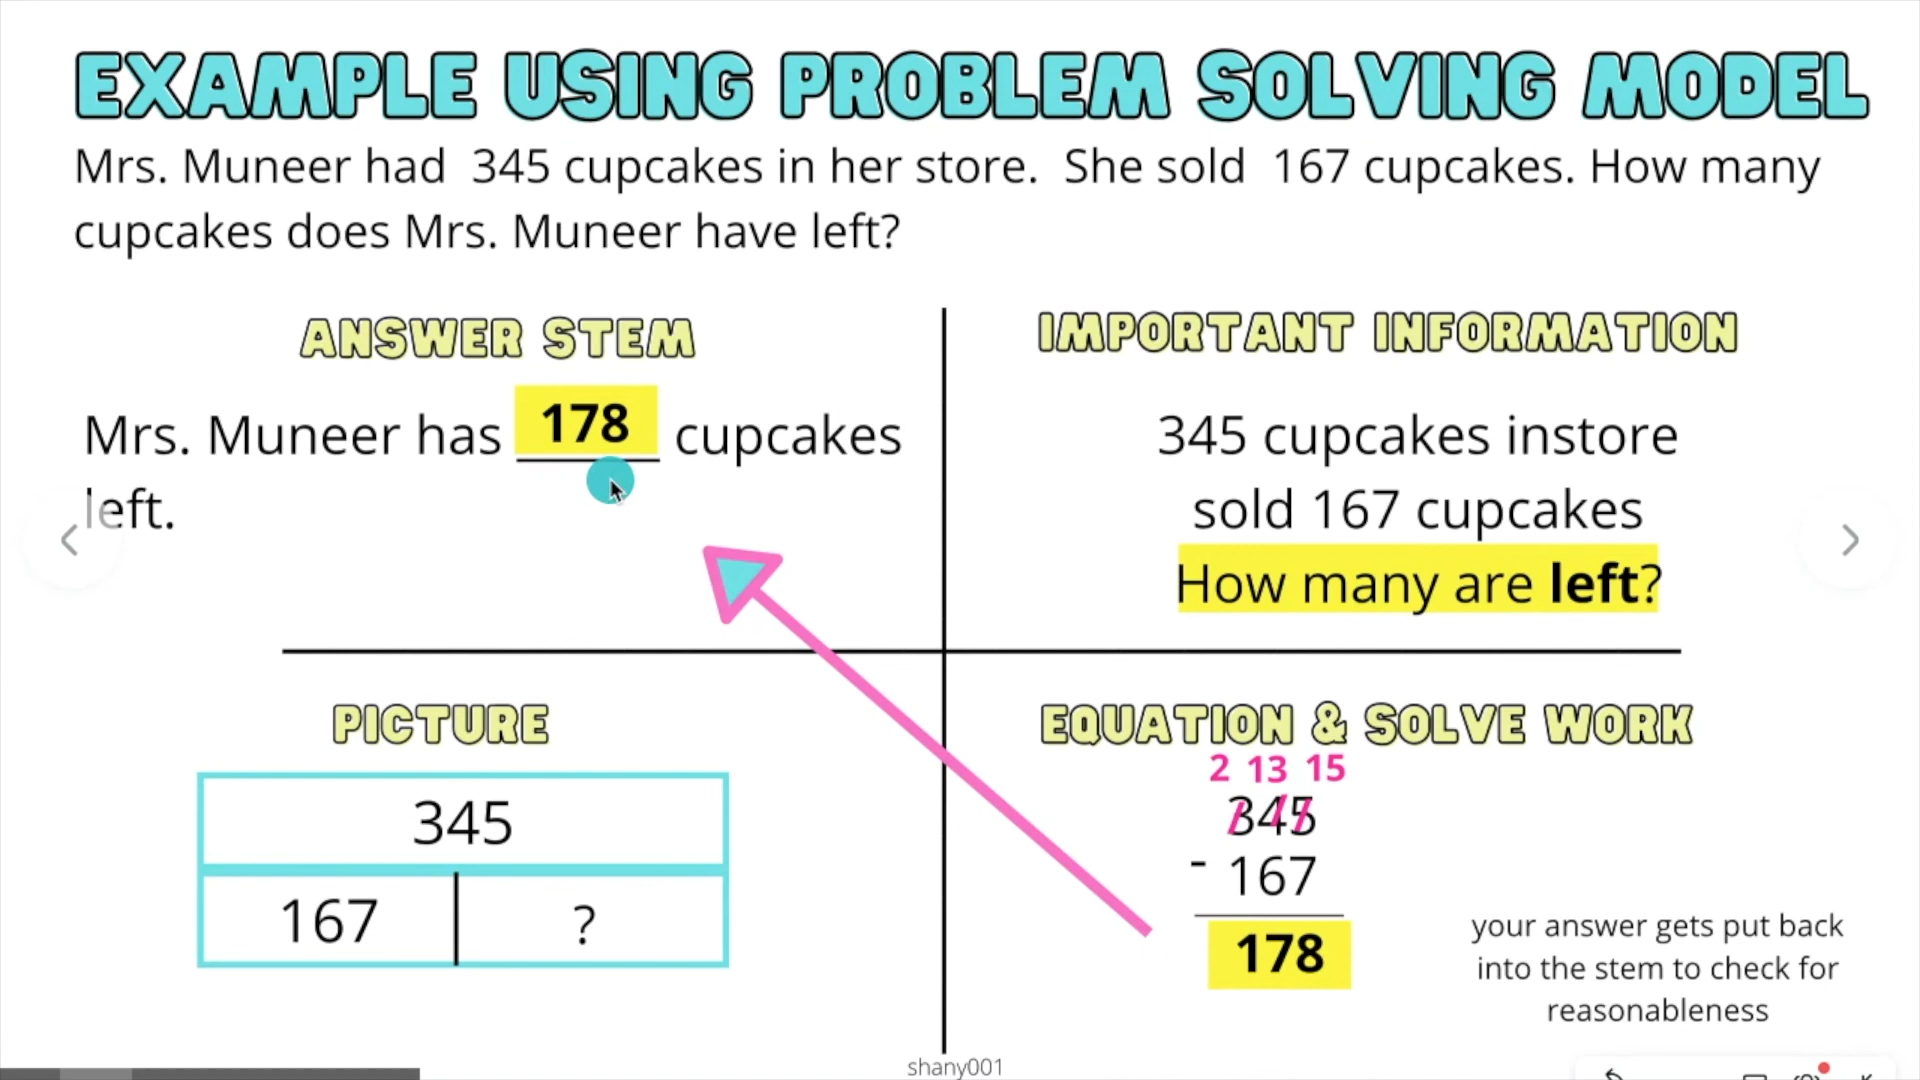 EXAMPLE USING PROBLEM SOLVING MODEL
Mrs. Muneer had 345 cupcakes in her store. She sold 167 cupcakes. How many
cupcakes does Mrs. Muneer have left?
ANSWER STEM
Mrs. Muneer has 178 cupcakes
left.
IMPORTANT INFORMATION
345 cupcakes instore
sold 167 cupcakes
How many are left?
PICTURE
345
167 ?
EQUATION & SOLVE WORK
2 13 15
345
- 167
178
your answer gets put back
into the stem to check for
reasonableness
shany001